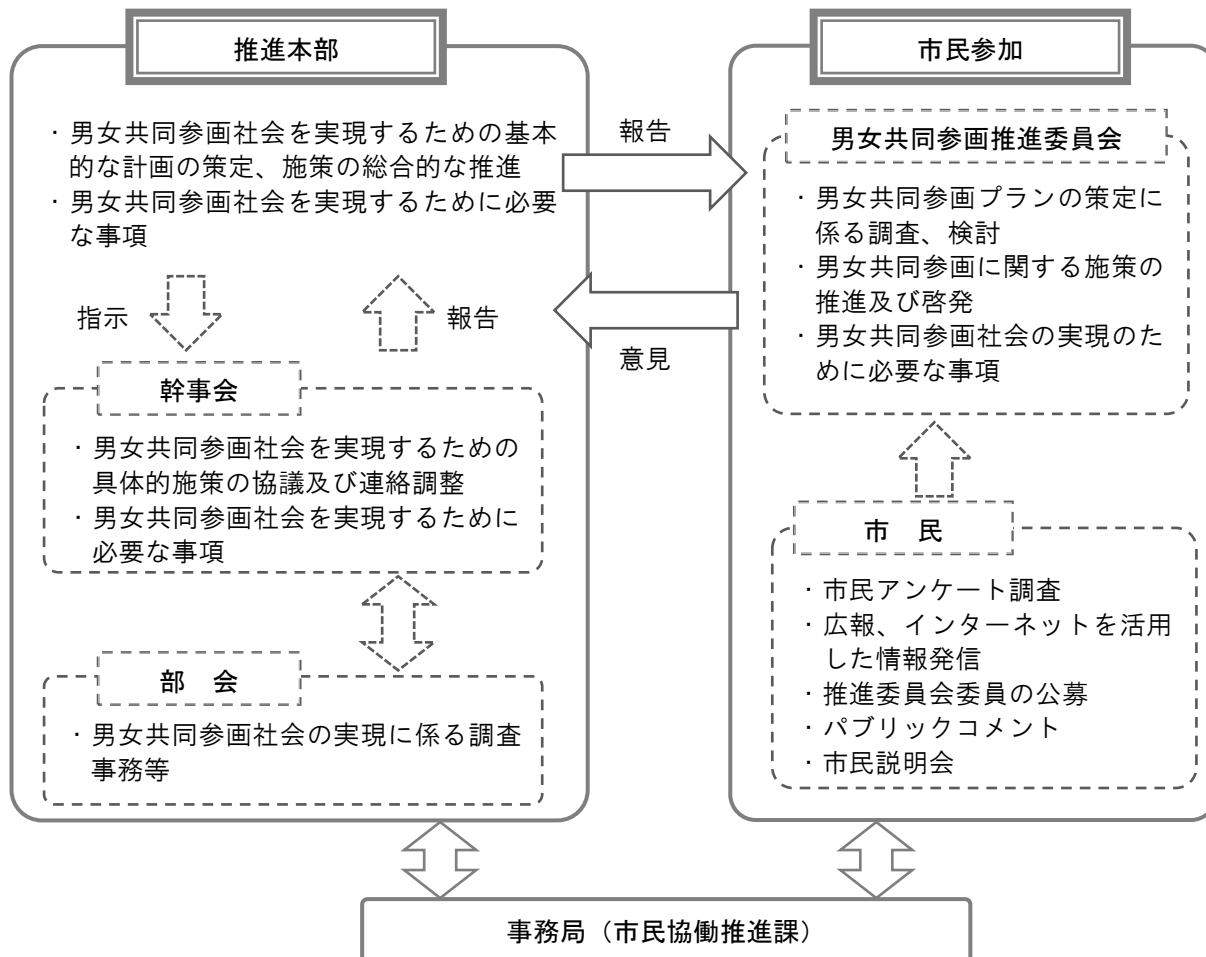 推進本部
・男女共同参画社会を実現するための基本
的な計画の策定、施策の総合的な推進
・男女共同参画社会を実現するために必要
な事項
指示
報告
幹事会
・男女共同参画社会を実現するための
具体的施策の協議及び連絡調整
・男女共同参画社会を実現するために
必要な事項
部　会
・男女共同参画社会の実現に係る調査
事務等
報告
意見
市民参加
男女共同参画推進委員会
・男女共同参画プランの策定に
係る調査、検討
・男女共同参画に関する施策の
推進及び啓発
・男女共同参画社会の実現のた
めに必要な事項
市　民
・市民アンケート調査
・広報、インターネットを活用
した情報発信
・推進委員会委員の公募
・パブリックコメント
・市民説明会
事務局（市民協働推進課）